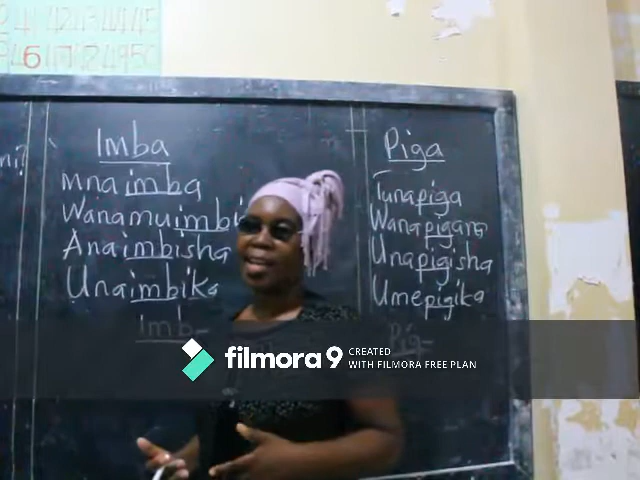 Imba
mnaimba
Wanamuimbi
Anaimbisha
Unaimbika
imb-
Piga
Tunapiga
Wanapigana
Unapigisha
Umepigika
Pig-
filmora 9 CREATED
WITH FILMORA FREE PLAN